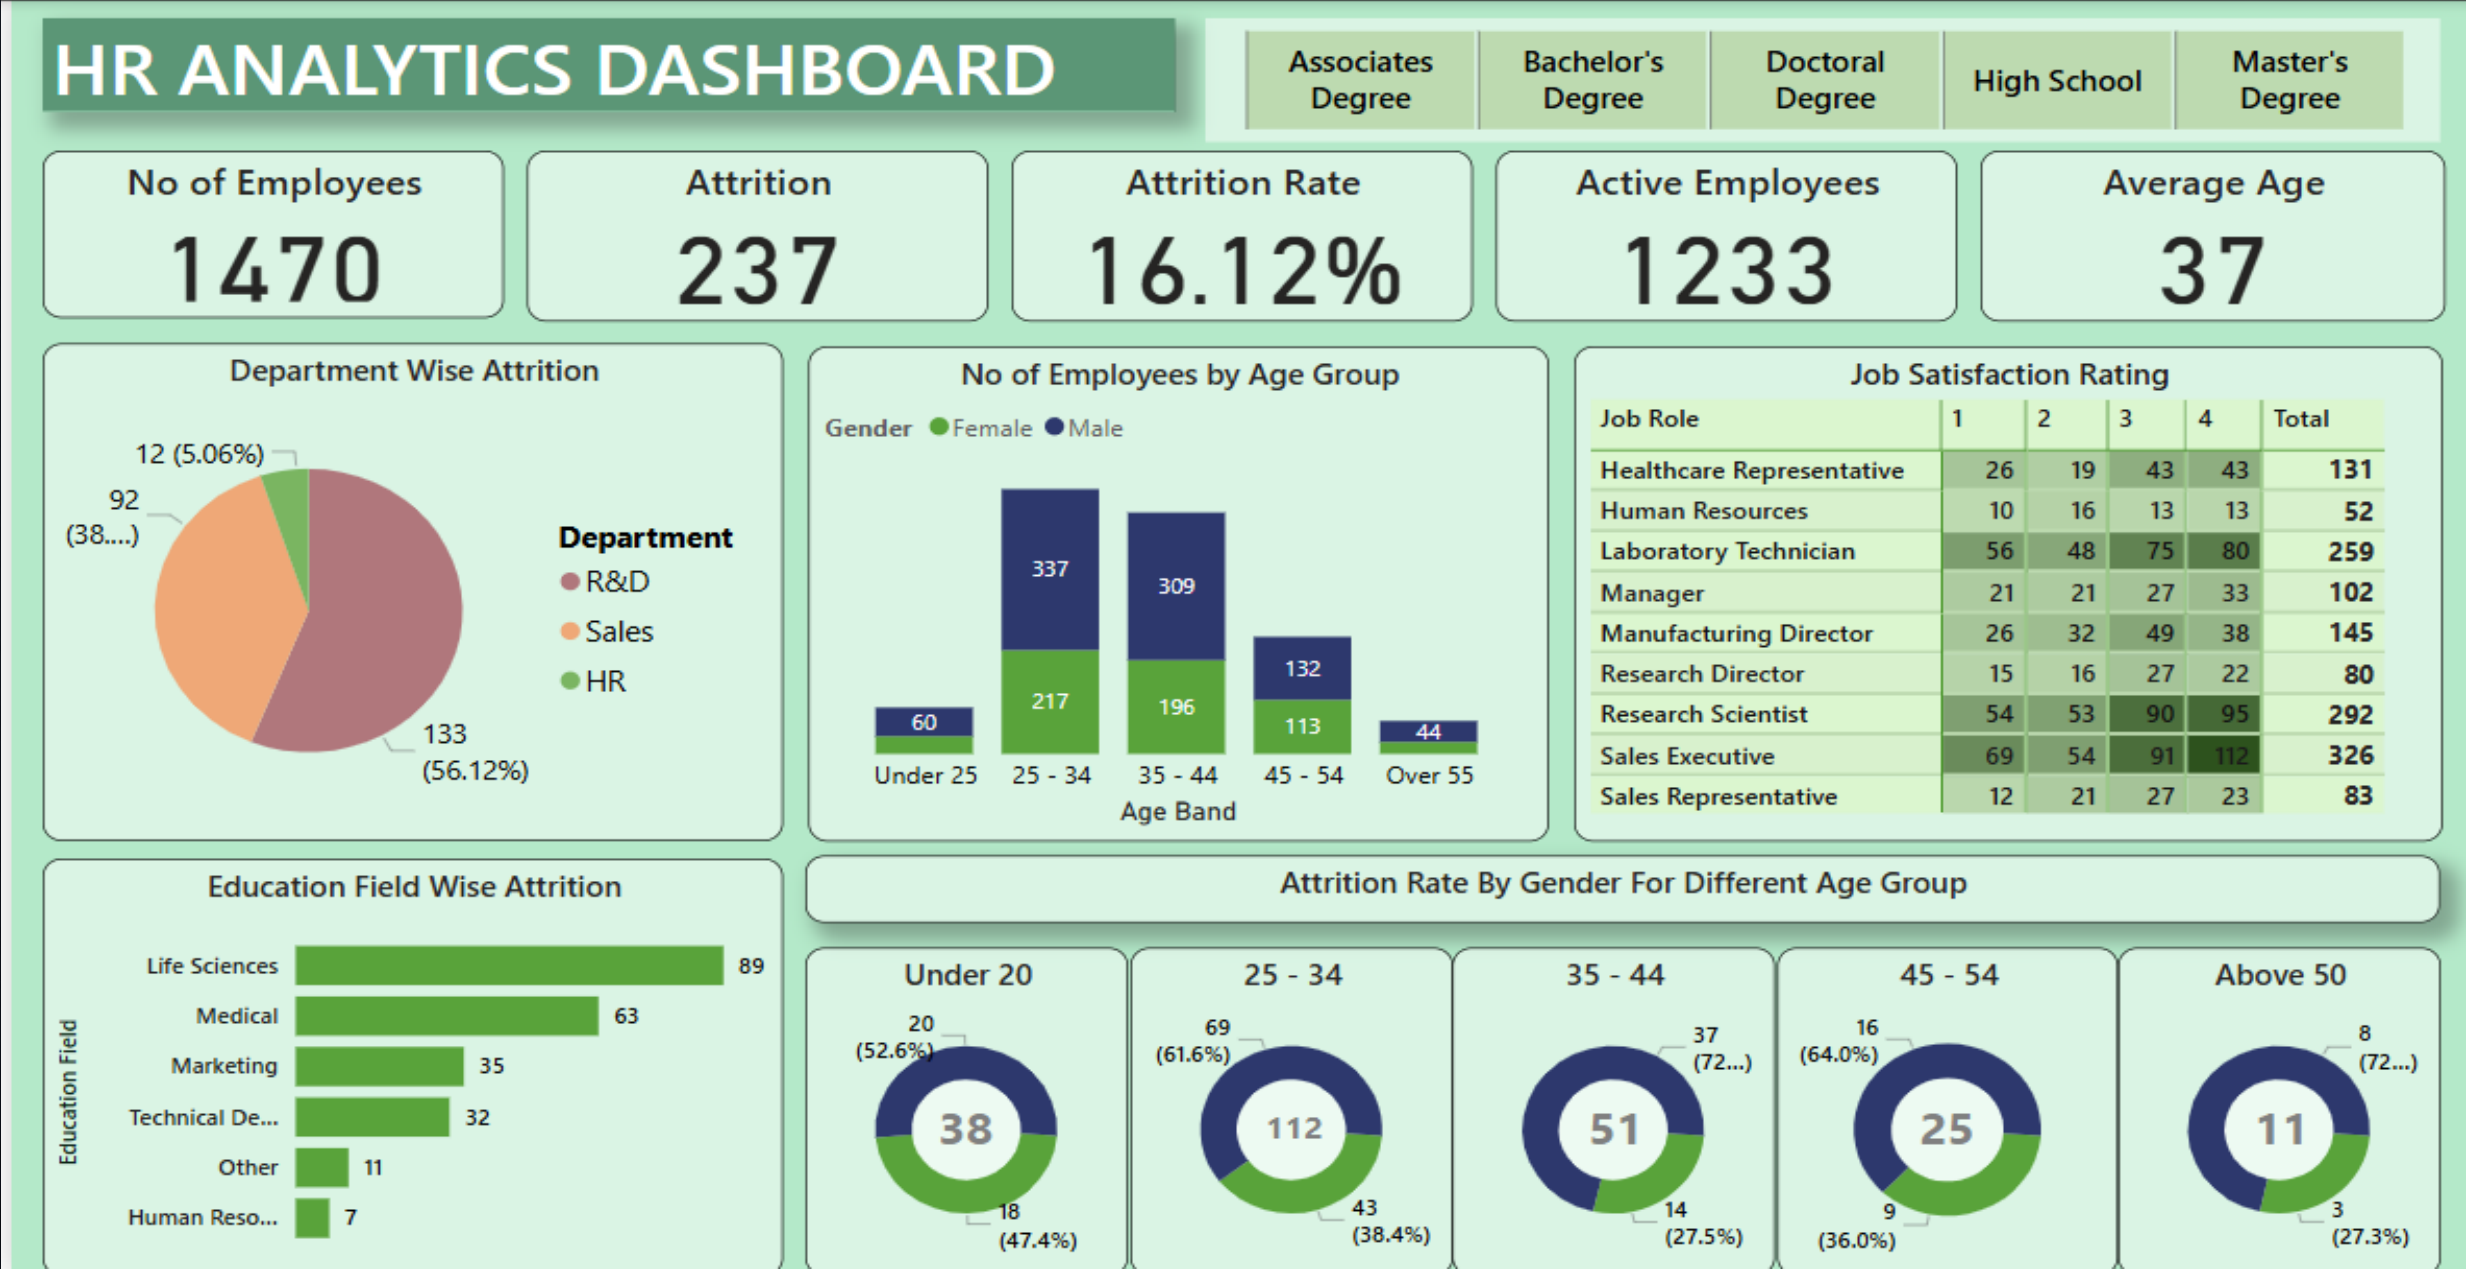 HR ANALYTICS DASHBOARD
Associates
Degree
Bachelor's
Degree
Doctoral
Degree
High School
Master's
Degree
No of Employees
1470
Attrition
237
Attrition Rate
16.12%
Active Employees
1233
Average Age
37
Department Wise Attrition
12 (5.06%)
92
(38....)
133
(56.12%)
Department
R&D
Sales
HR
No of Employees by Age Group
Gender Female Male
60
337
217
309
196
132
113
44
Under 25 25 - 34 35 - 44 45 - 54 Over 55
Age Band
Job Satisfaction Rating
Job Role 1 2 3 4 Total
Healthcare Representative 26 19 43 43 131
Human Resources 10 16 13 13 52
Laboratory Technician 56 48 75 80 259
Manager 21 21 27 33 102
Manufacturing Director 26 32 49 38 145
Research Director 15 16 27 22 80
Research Scientist 54 53 90 95 292
Sales Executive 69 54 91 112 326
Sales Representative 12 21 27 23 83
Education Field Wise Attrition
Education Field
Life Sciences 89
Medical 63
Marketing 35
Technical De... 32
Other 11
Human Reso... 7
Attrition Rate By Gender For Different Age Group
Under 20
20
(52.6%)
38
18
(47.4%)
25 - 34
69
(61.6%)
112
43
(38.4%)
35 - 44
37
(72...)
51
14
(27.5%)
45 - 54
16
(64.0%)
25
9
(36.0%)
Above 50
8
(72...)
11
3
(27.3%)